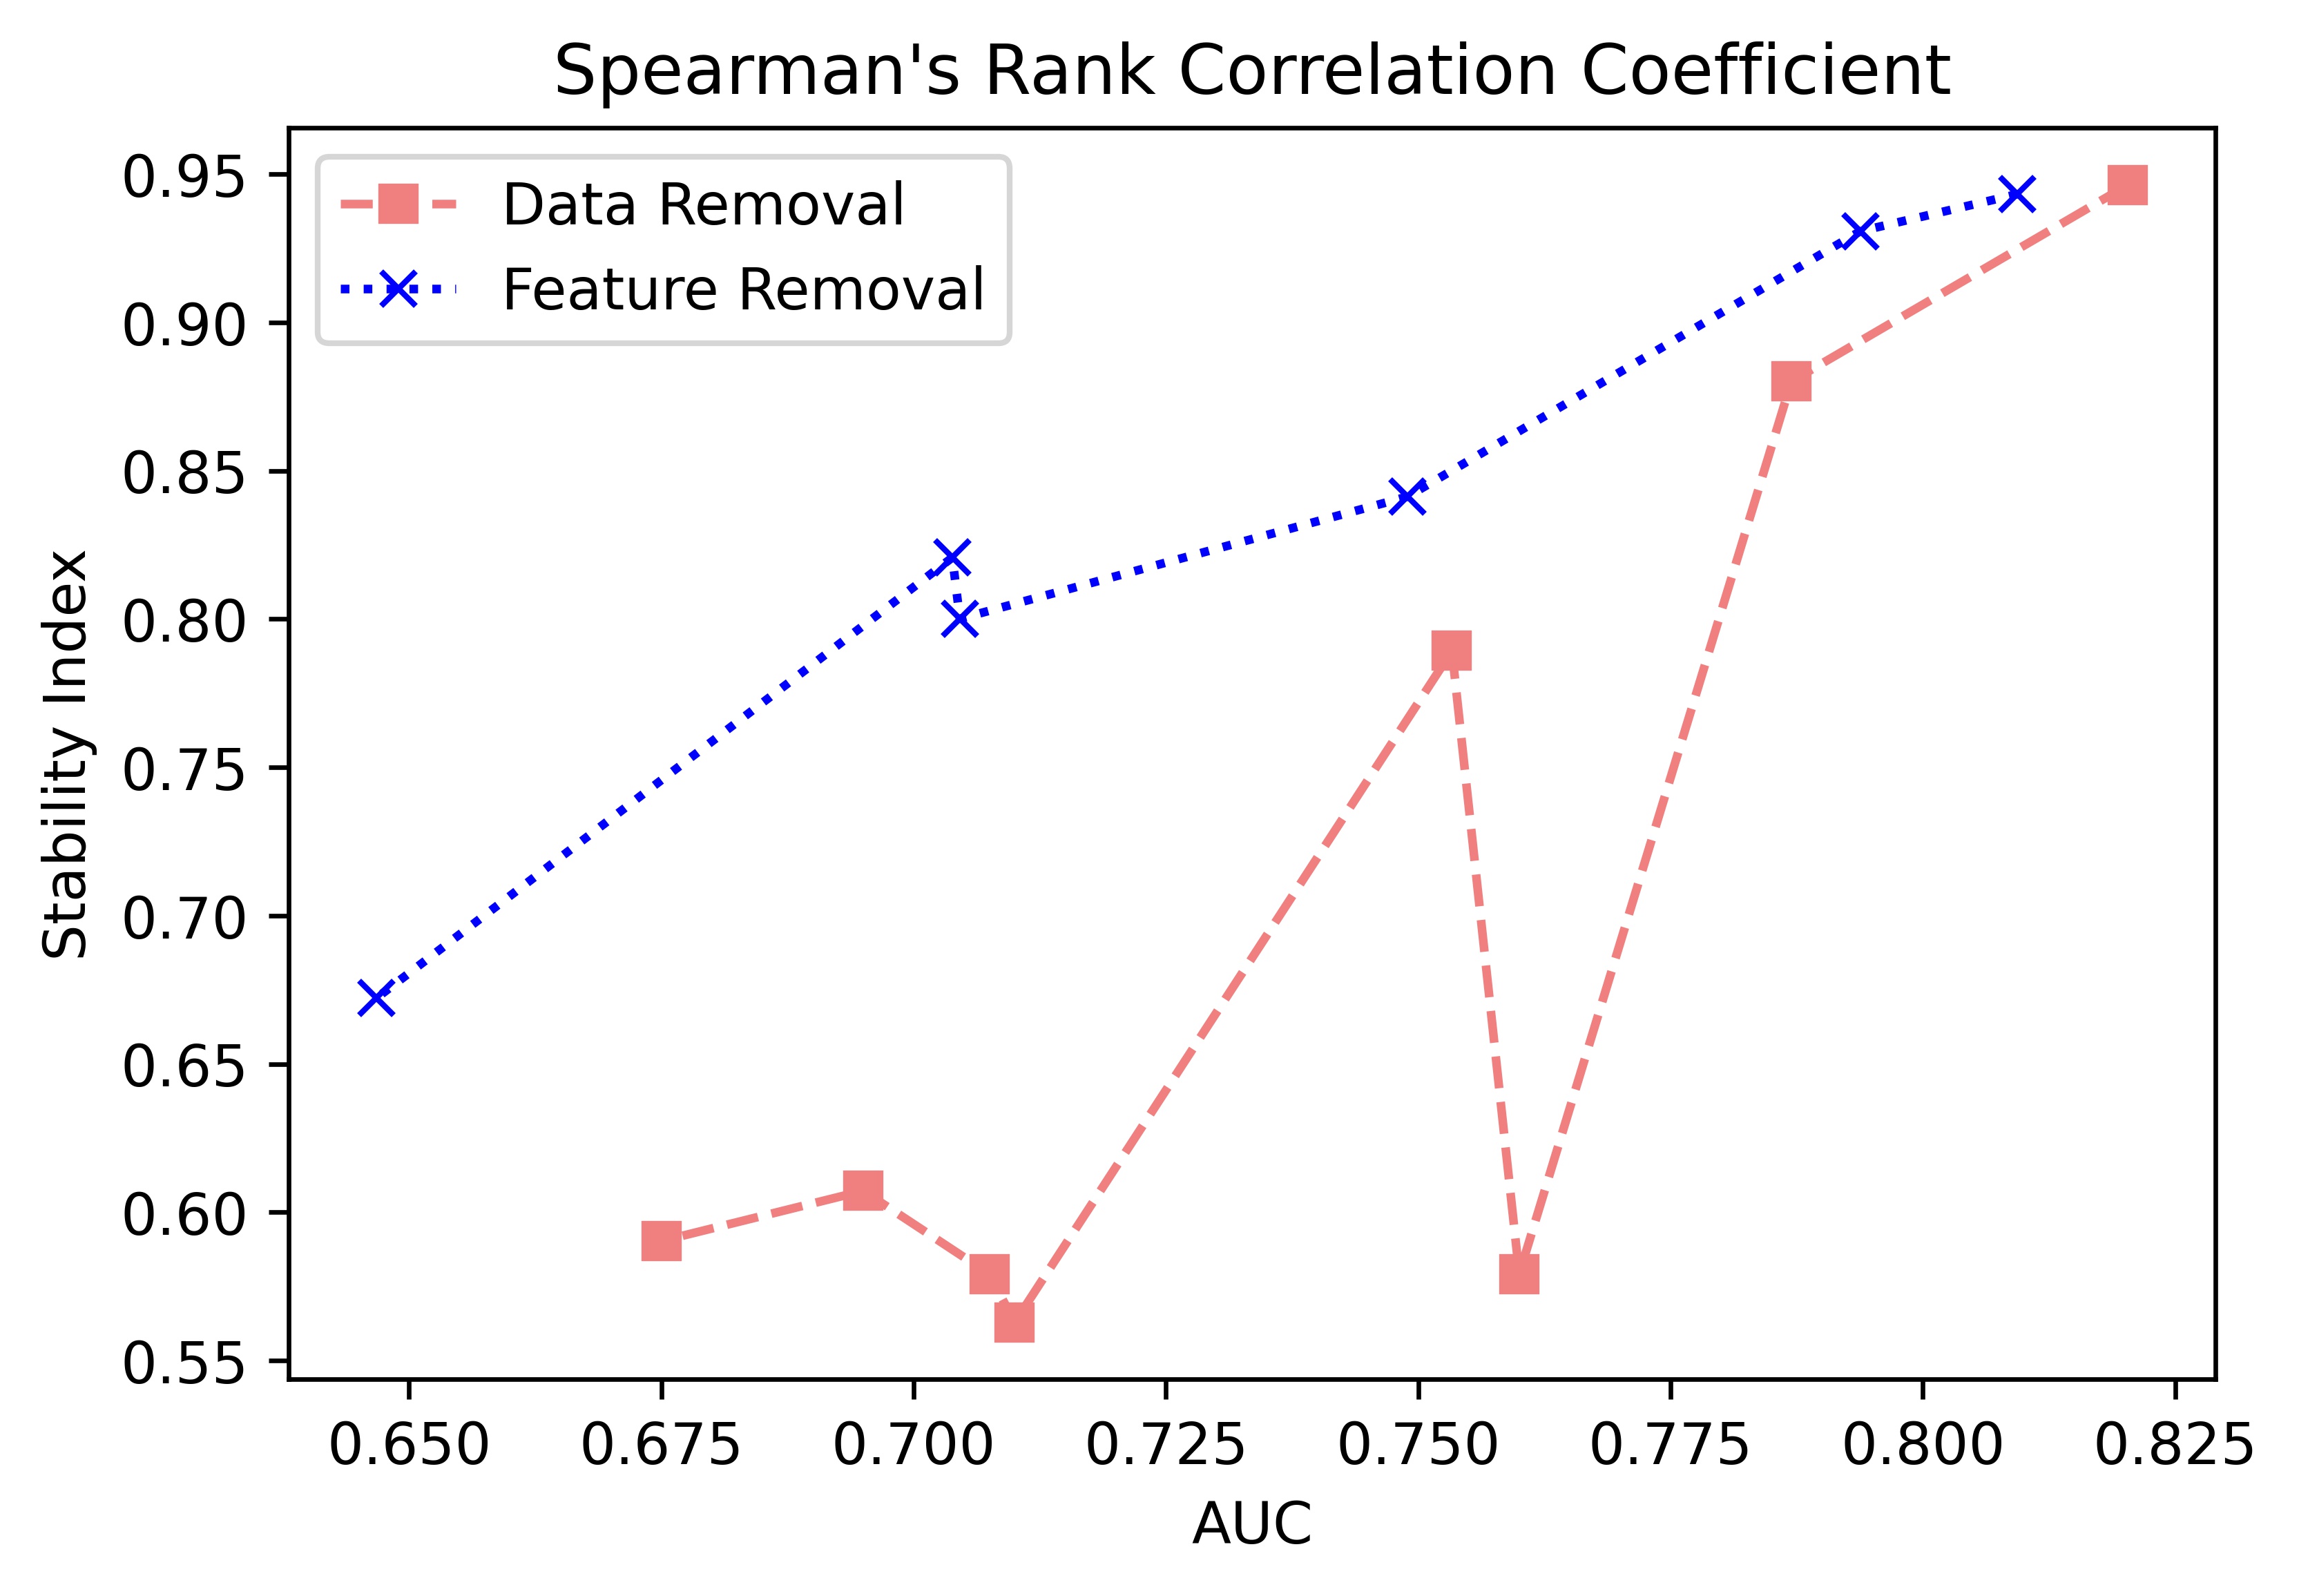 Spearman's Rank Correlation Coefficient
Data Removal
Feature Removal
Stability Index
0.95
0.90
0.85
0.80
0.75
0.70
0.65
0.60
0.55
0.650 0.675 0.700 0.725 0.750 0.775 0.800 0.825
AUC